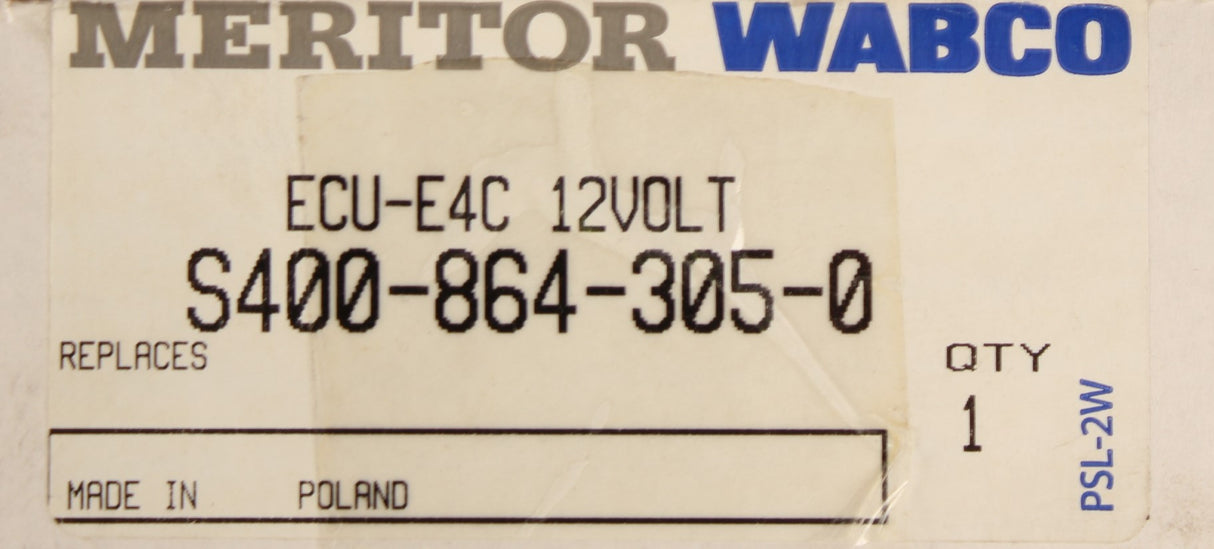 MERITOR WABCO
ECU-E4C 12VOLT
S400-864-305-0
REPLACES
QTY
1
PSL-2W
MADE IN POLAND